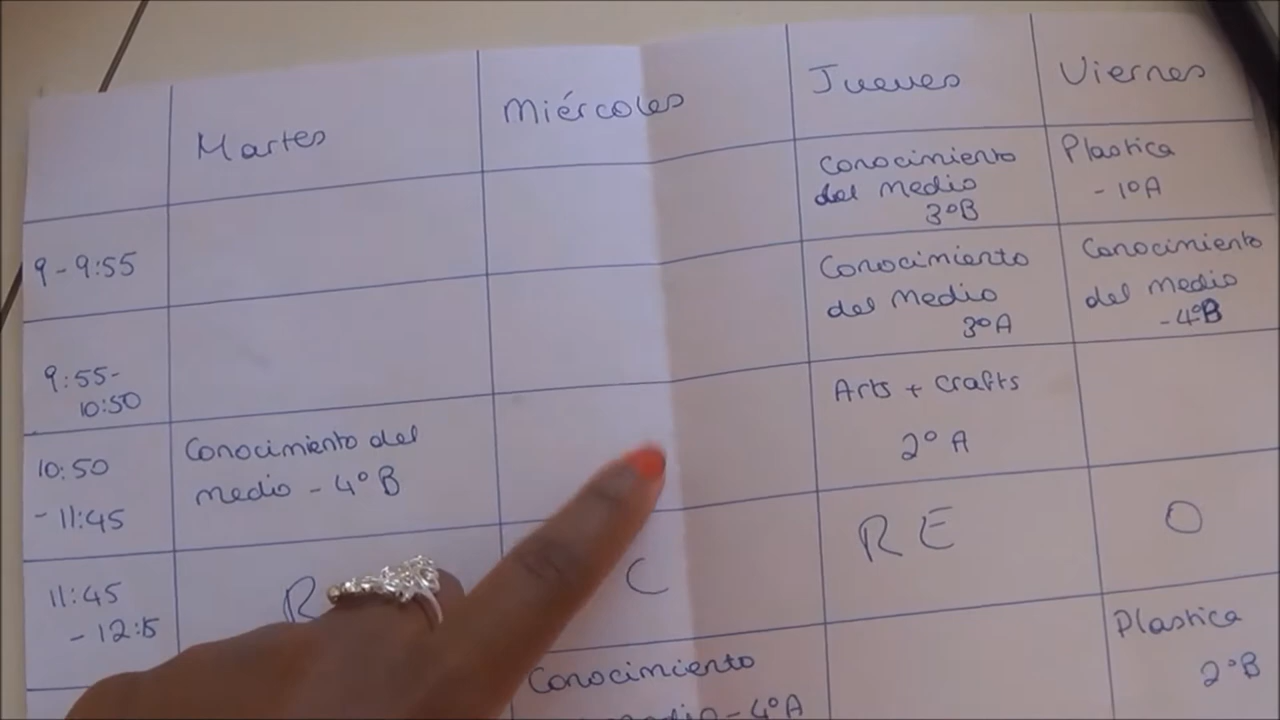 Martes
Miércoles
Jueves
Viernes
9-9:55
Conocimiento
del medio
3ºB
Plastica
- 1ºA
9:55-
10:50
Conocimiento
del medio
3ºA
Conocimiento
del medio
- 4ºB
10:50
- 11:45
Conocimiento del
medio - 4ºB
Arts + crafts
2º A
11:45
- 12:15
R
C
R E
O
Conocimiento
medio - 4ºA
Plastica
2ºB